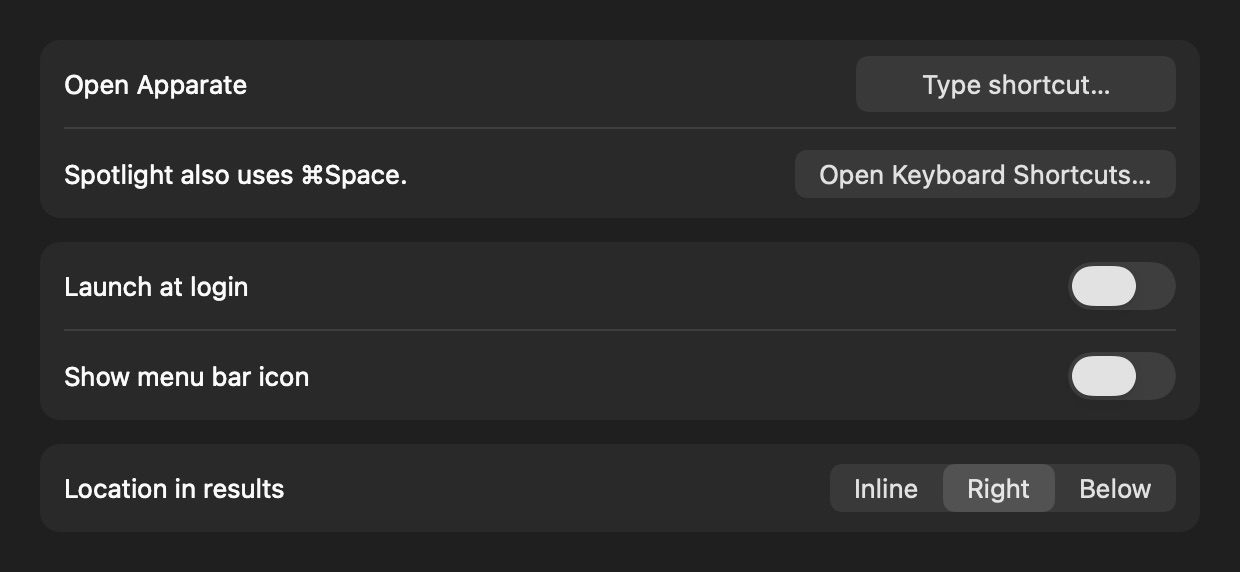 Open Apparate
Type shortcut...
Spotlight also uses ⌘Space.
Open Keyboard Shortcuts...
Launch at login
Show menu bar icon
Location in results
Inline
Right
Below